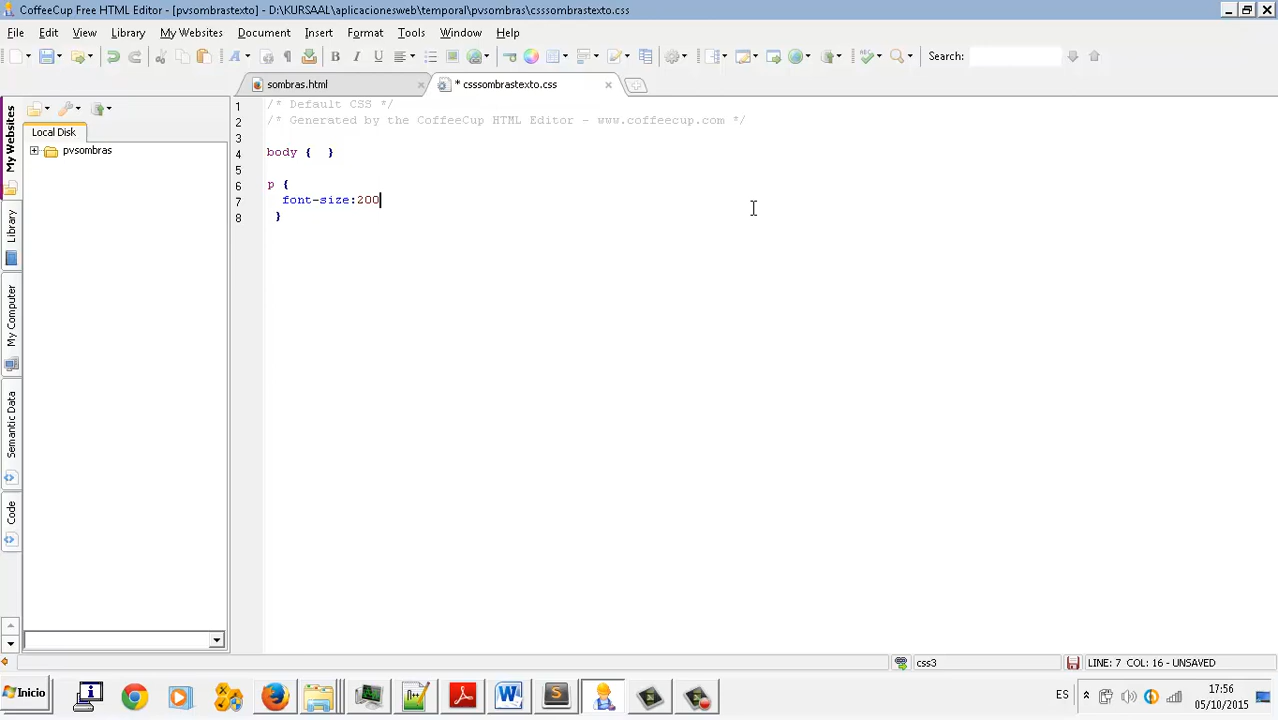 CoffeeCup Free HTML Editor - [pvsombrastexto] - D:\KURSAAL\aplicacionesweb\temporal\pvsombras\csssombrastexto.css
File Edit View Library My Websites Document Insert Format Tools Window Help
B I U Search:
sombras.html * csssombrastexto.css
My Websites
Library
My Computer
Semantic Data
Code
Local Disk
pvsombras
1 /* Default CSS */
2 /* Generated by the CoffeeCup HTML Editor - www.coffeecup.com */
3
4 body { }
5
6 p {
7 font-size:200
8 }
css3 LINE: 7 COL: 16 - UNSAVED
Inicio ES 17:56
05/10/2015